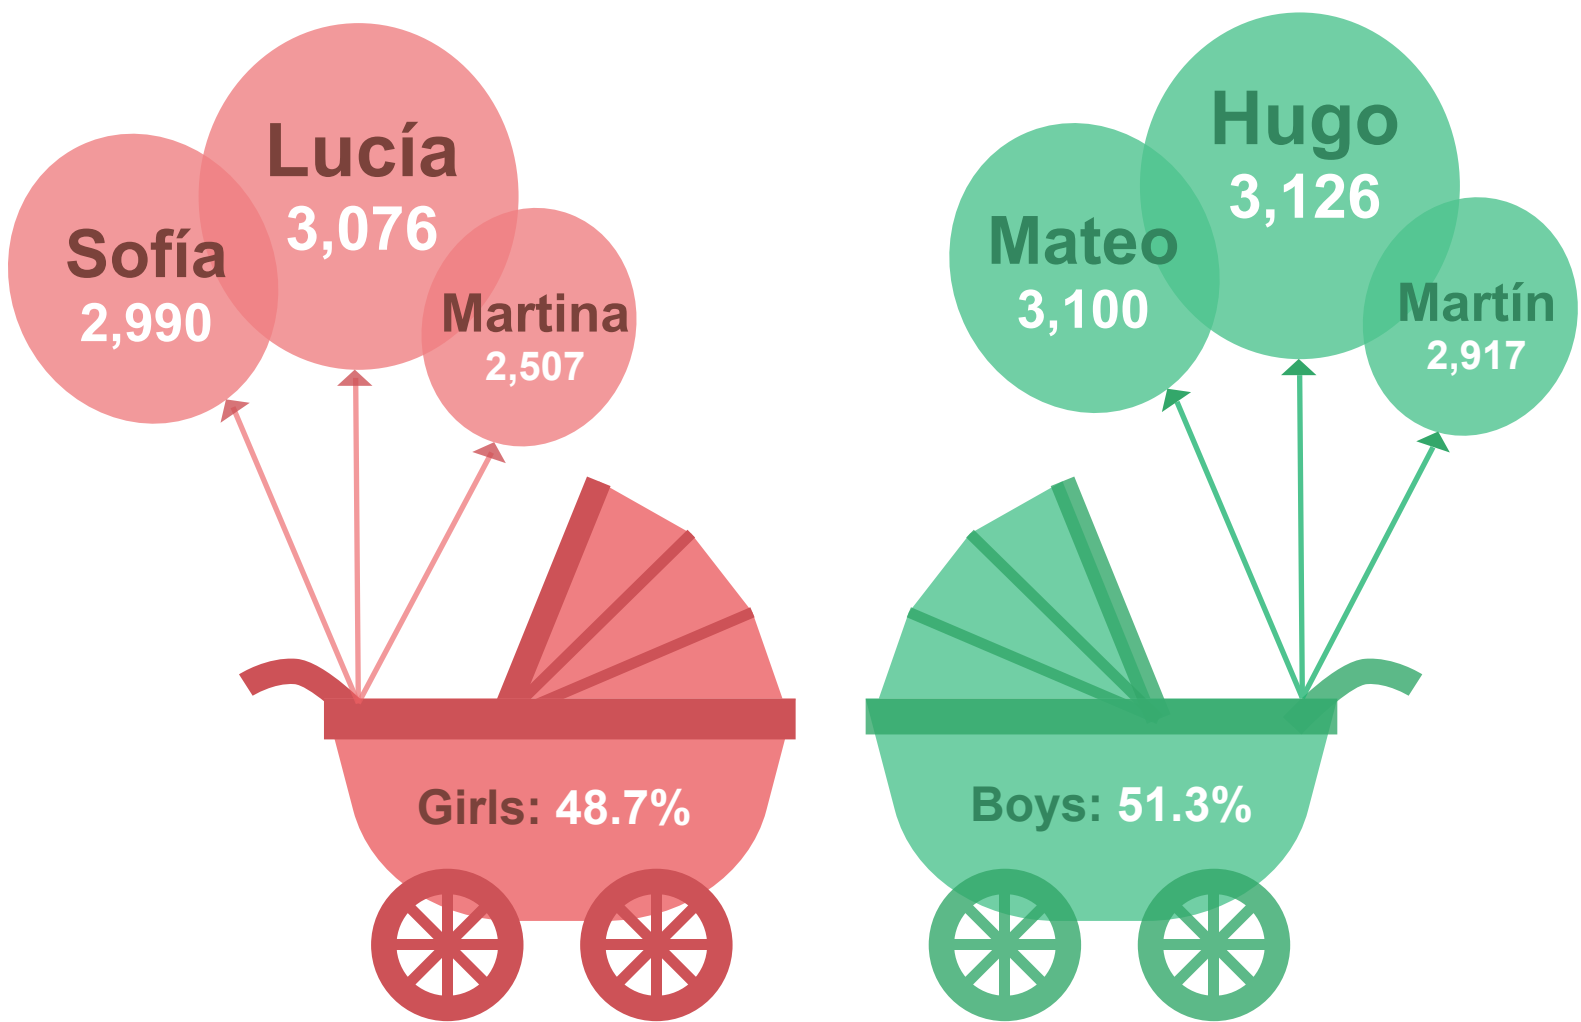 Lucía
3,076
Sofía
2,990
Martina
2,507
Girls: 48.7%
Hugo
3,126
Mateo
3,100
Martín
2,917
Boys: 51.3%